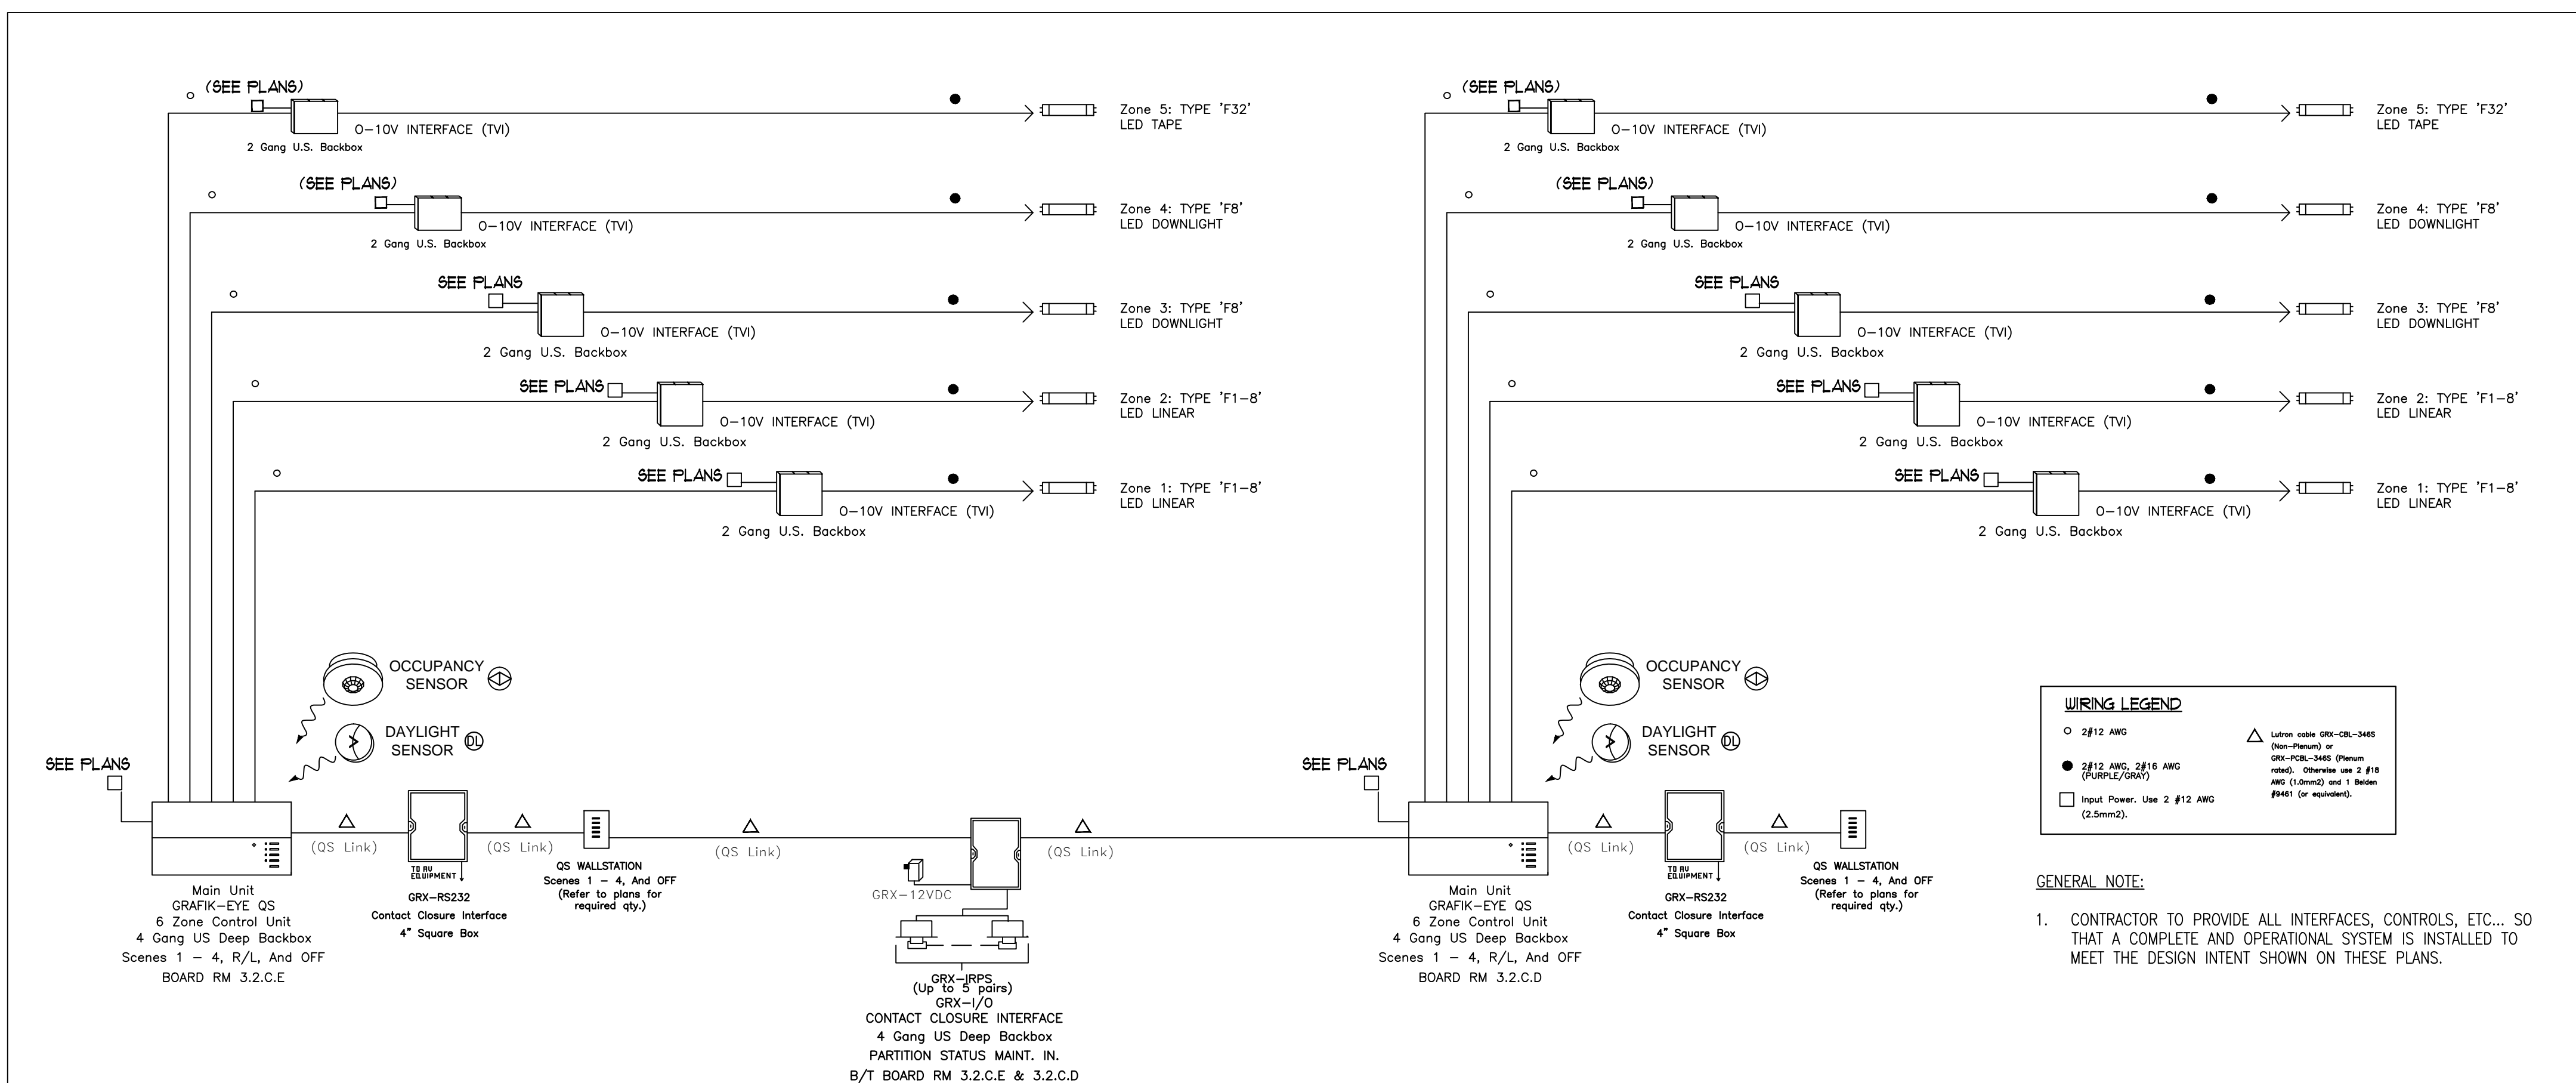 (SEE PLANS)
0-10V INTERFACE (TVI)
2 Gang U.S. Backbox
Zone 5: TYPE 'F32'
LED TAPE
(SEE PLANS)
0-10V INTERFACE (TVI)
2 Gang U.S. Backbox
Zone 4: TYPE 'F8'
LED DOWNLIGHT
SEE PLANS
0-10V INTERFACE (TVI)
2 Gang U.S. Backbox
Zone 3: TYPE 'F8'
LED DOWNLIGHT
SEE PLANS
0-10V INTERFACE (TVI)
2 Gang U.S. Backbox
Zone 2: TYPE 'F1-8'
LED LINEAR
SEE PLANS
0-10V INTERFACE (TVI)
2 Gang U.S. Backbox
Zone 1: TYPE 'F1-8'
LED LINEAR
OCCUPANCY
SENSOR
DAYLIGHT
SENSOR
DL
SEE PLANS
(QS Link)
(QS Link)
(QS Link)
(QS Link)
Main Unit
GRAFIK-EYE QS
6 Zone Control Unit
4 Gang US Deep Backbox
Scenes 1 - 4, R/L, And OFF
BOARD RM 3.2.C.E
TO AV
EQUIPMENT
GRX-RS232
Contact Closure Interface
4" Square Box
QS WALLSTATION
Scenes 1 - 4, And OFF
(Refer to plans for
required qty.)
GRX-12VDC
GRX-IRPS
(Up to 5 pairs)
GRX-I/O
CONTACT CLOSURE INTERFACE
4 Gang US Deep Backbox
PARTITION STATUS MAINT. IN.
B/T BOARD RM 3.2.C.E & 3.2.C.D
(SEE PLANS)
0-10V INTERFACE (TVI)
2 Gang U.S. Backbox
Zone 5: TYPE 'F32'
LED TAPE
(SEE PLANS)
0-10V INTERFACE (TVI)
2 Gang U.S. Backbox
Zone 4: TYPE 'F8'
LED DOWNLIGHT
SEE PLANS
0-10V INTERFACE (TVI)
2 Gang U.S. Backbox
Zone 3: TYPE 'F8'
LED DOWNLIGHT
SEE PLANS
0-10V INTERFACE (TVI)
2 Gang U.S. Backbox
Zone 2: TYPE 'F1-8'
LED LINEAR
SEE PLANS
0-10V INTERFACE (TVI)
2 Gang U.S. Backbox
Zone 1: TYPE 'F1-8'
LED LINEAR
OCCUPANCY
SENSOR
DAYLIGHT
SENSOR
DL
SEE PLANS
(QS Link)
(QS Link)
Main Unit
GRAFIK-EYE QS
6 Zone Control Unit
4 Gang US Deep Backbox
Scenes 1 - 4, R/L, And OFF
BOARD RM 3.2.C.D
TO AV
EQUIPMENT
GRX-RS232
Contact Closure Interface
4" Square Box
QS WALLSTATION
Scenes 1 - 4, And OFF
(Refer to plans for
required qty.)
WIRING LEGEND
2#12 AWG
2#12 AWG, 2#16 AWG
(PURPLE/GRAY)
Input Power. Use 2 #12 AWG
(2.5mm2).
Lutron cable GRX-CBL-346S
(Non-Plenum) or
GRX-PCBL-346S (Plenum
rated). Otherwise use 2 #18
AWG (1.0mm2) and 1 Belden
#9461 (or equivalent).
GENERAL NOTE:
1. CONTRACTOR TO PROVIDE ALL INTERFACES, CONTROLS, ETC... SO
THAT A COMPLETE AND OPERATIONAL SYSTEM IS INSTALLED TO
MEET THE DESIGN INTENT SHOWN ON THESE PLANS.